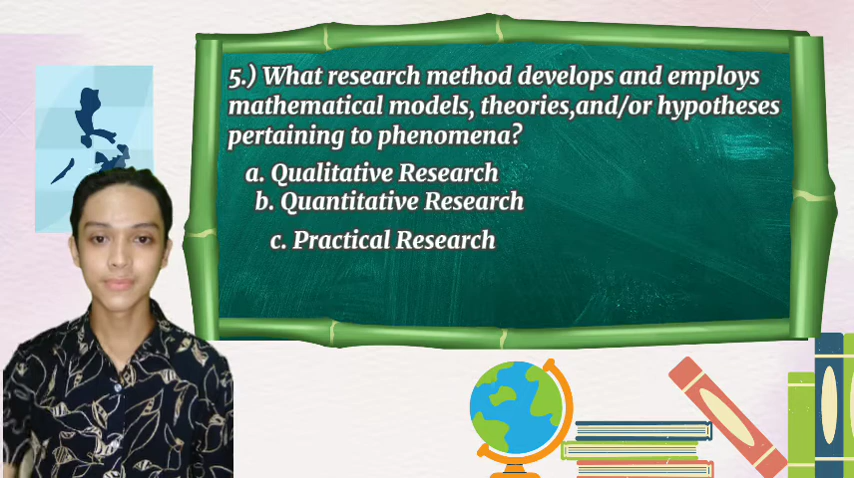 5.) What research method develops and employs
mathematical models, theories,and/or hypotheses
pertaining to phenomena?
a. Qualitative Research
b. Quantitative Research
c. Practical Research